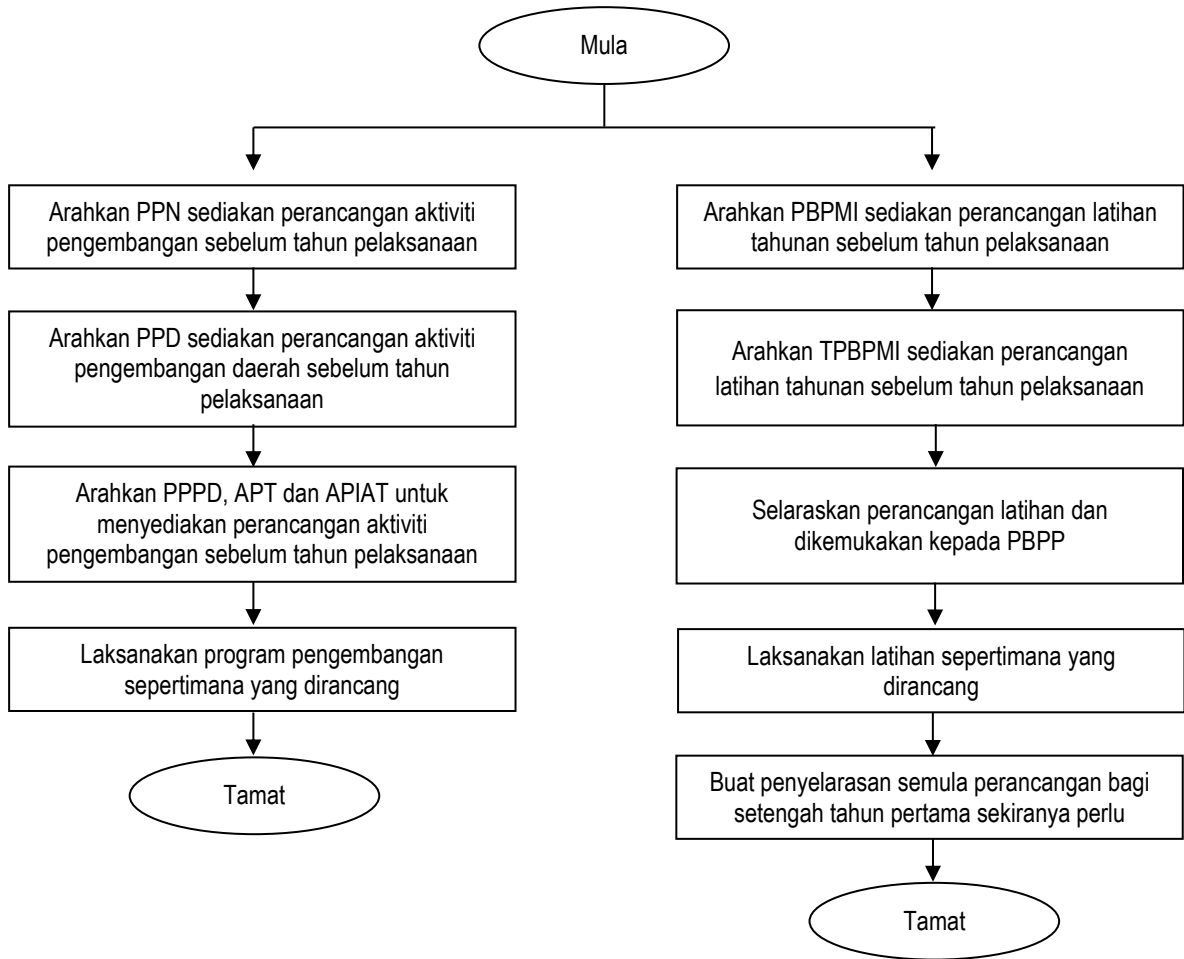 Mula
Arahkan PPN sediakan perancangan aktiviti
pengembangan sebelum tahun pelaksanaan
Arahkan PPD sediakan perancangan aktiviti
pengembangan daerah sebelum tahun
pelaksanaan
Arahkan PPPD, APT dan APIAT untuk
menyediakan perancangan aktiviti
pengembangan sebelum tahun pelaksanaan
Laksanakan program pengembangan
sepertimana yang dirancang
Tamat
Arahkan PBPMI sediakan perancangan latihan
tahunan sebelum tahun pelaksanaan
Arahkan TPBPMI sediakan perancangan
latihan tahunan sebelum tahun pelaksanaan
Selaraskan perancangan latihan dan
dikemukakan kepada PBPP
Laksanakan latihan sepertimana yang
dirancang
Buat penyelarasan semula perancangan bagi
setengah tahun pertama sekiranya perlu
Tamat